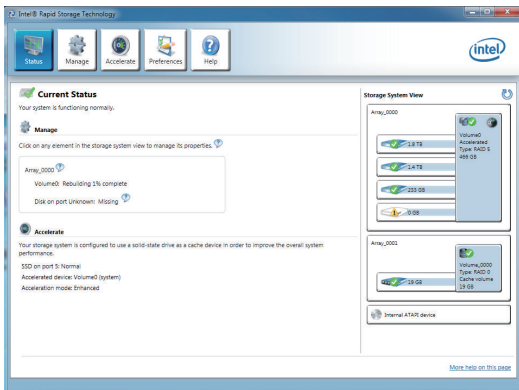 Intel® Rapid Storage Technology
Status
Manage
Accelerate
Preferences
Help
intel
Current Status
Your system is functioning normally.
Manage
Click on any element in the storage system view to manage its properties.
Array_0000
Volume0: Rebuilding 1% complete
Disk on port Unknown: Missing
Accelerate
Your storage system is configured to use a solid-state drive as a cache device in order to improve the overall system
performance.
SSD on port 5: Normal
Accelerated device: Volume0 (system)
Acceleration mode: Enhanced
Storage System View
Array_0000
1.8 TB
1.4 TB
233 GB
0 GB
Volume0
Accelerated
Type: RAID 5
466 GB
Array_0001
19 GB
Volume_0000
Type: RAID 0
Cache volume
19 GB
Internal ATAPI device
More help on this page